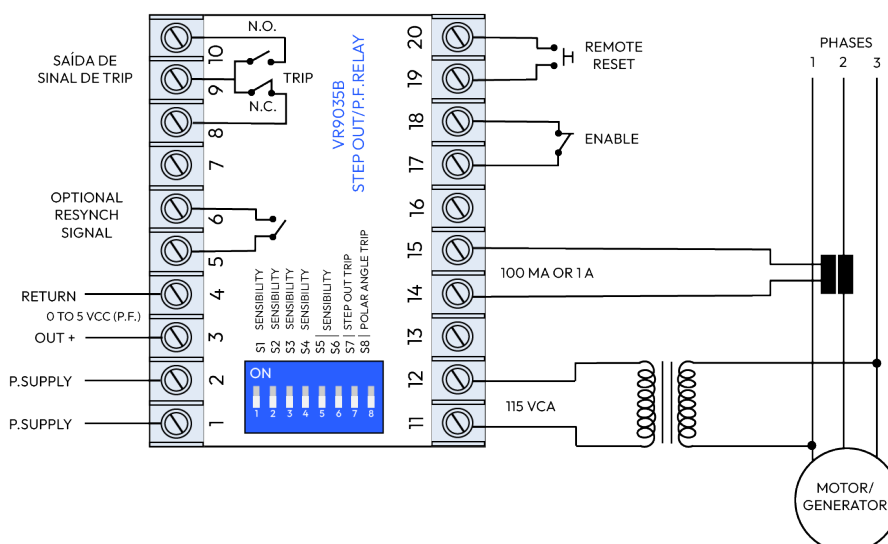 SAÍDA DE
SINAL DE TRIP
OPTIONAL
RESYNCH
SIGNAL
RETURN
0 TO 5 VCC (P.F.)
OUT +
P.SUPPLY
P.SUPPLY
10
9
8
7
6
5
4
3
2
1
N.O.
TRIP
N.C.
VR9035B
STEP OUT/P.F.RELAY
S1 SENSIBILITY
S2 SENSIBILITY
S3 SENSIBILITY
S4 SENSIBILITY
S5 SENSIBILITY
S6
S7 STEP OUT TRIP
S8 POLAR ANGLE TRIP
ON
1 2 3 4 5 6 7 8
20
19
18
17
16
15
14
13
12
11
REMOTE
RESET
ENABLE
100 MA OR 1 A
115 VCA
PHASES
1 2 3
MOTOR/
GENERATOR